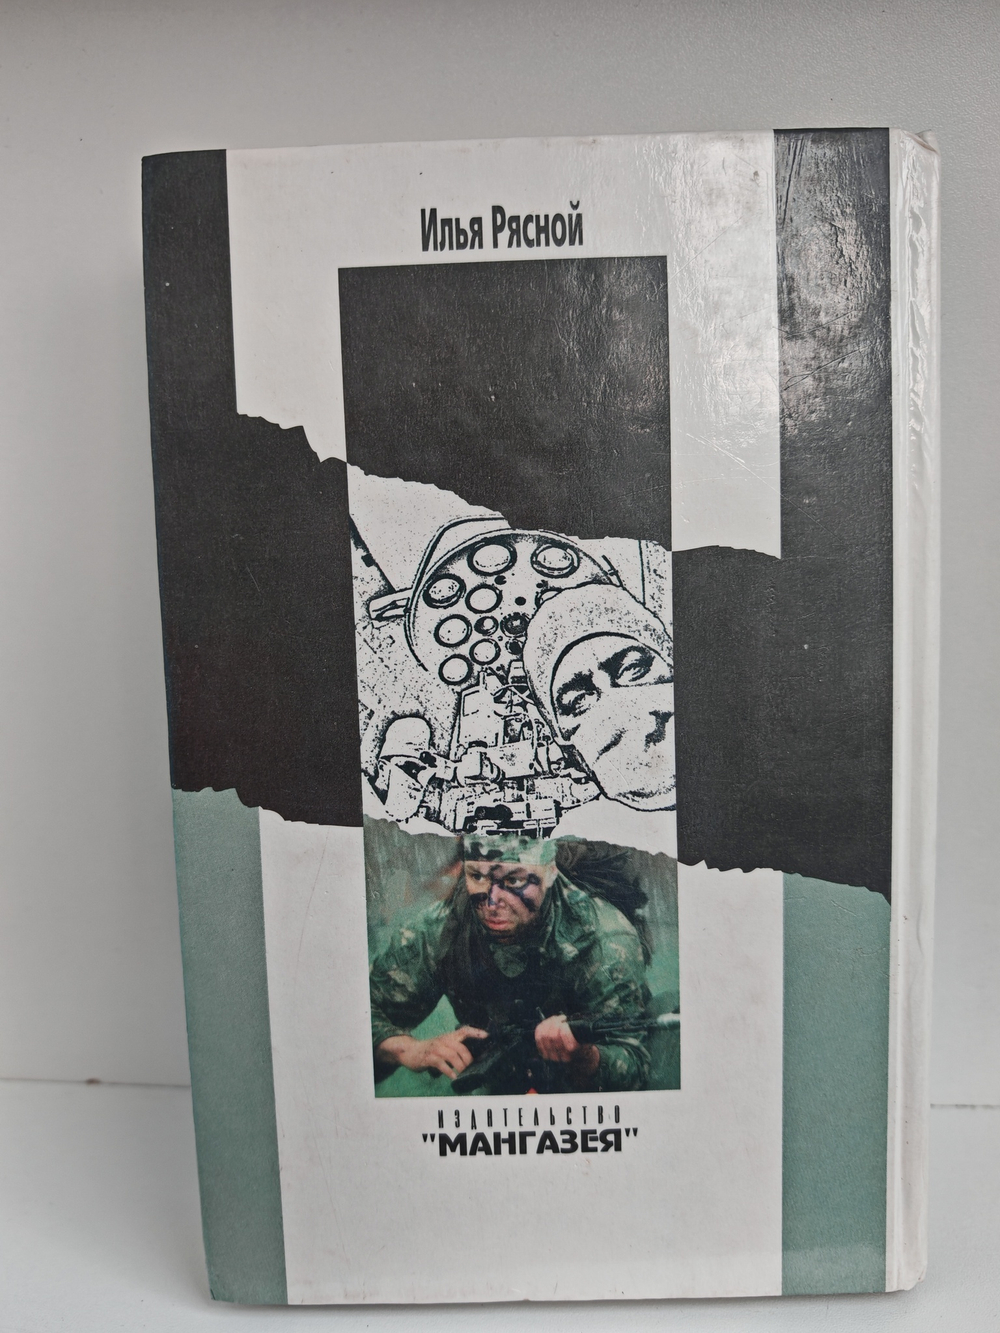 Илья Рясной
ИЗДАТЕЛЬСТВО
"МАНГАЗЕЯ"